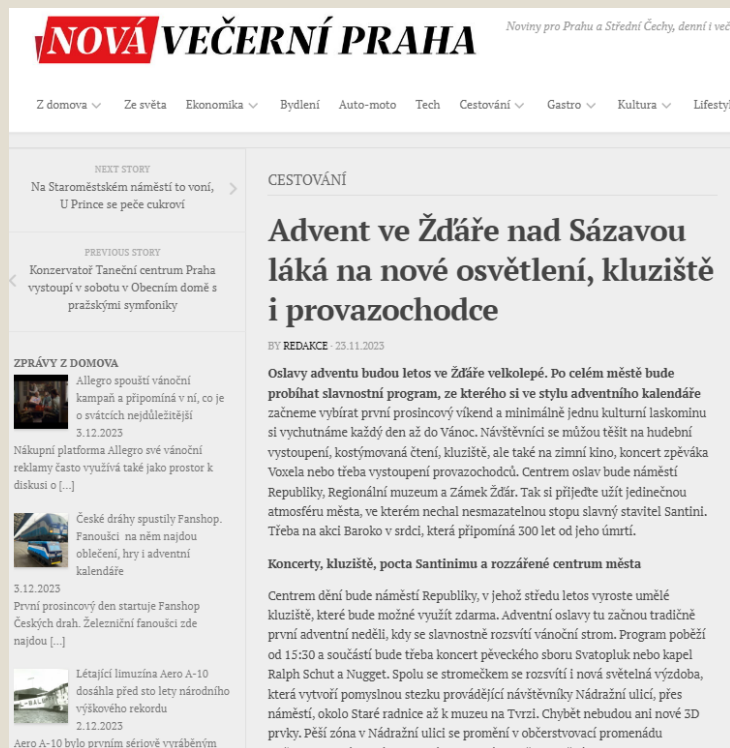 NOVÁ VEČERNÍ PRAHA
Noviny pro Prahu a Střední Čechy, denní i
Z domova
Ze světa
Ekonomika
Bydlení
Auto-moto
Tech
Cestování
Gastro
Kultura
NEXT STORY
Na Staroměstském náměstí to voní,
U Prince se peče cukroví
PREVIOUS STORY
Konzervatoř Taneční centrum Praha
vystoupí v sobotu v Obecním domě s
pražskými symfoniky
ZPRÁVY Z DOMOVA
Allegro spouští vánoční
kampaň a připomíná v ní, co je
o svátcích nejdůležitější
3.12.2023
Nákupní platforma Allegro své vánoční
reklamy často využívá také jako prostor k
diskusi o [...]
České dráhy spustily Fanshop.
Fanoušci na něm najdou
oblečení, hry i adventní
kalendáře
3.12.2023
První prosincový den startuje Fanshop
Českých drah. Železniční fanoušci zde
najdou [...]
Létající limuzína Aero A-10
dosáhla před sto lety národního
výškového rekordu
2.12.2023
Aero A-10 bylo prvním sériově vyráběným
CESTOVÁNÍ
Advent ve Žďáře nad Sázavou
láká na nové osvětlení, kluziště
i provazochodce
BY REDAKCE · 23.11.2023
Oslavy adventu budou letos ve Žďáře velkolepé. Po celém městě bude
probíhat slavnostní program, ze kterého si ve stylu adventního kalendáře
začneme vybírat první prosincový víkend a minimálně jednu kulturní laskominu
si vychutnáme každý den až do Vánoc. Návštěvníci se můžou těšit na hudební
vystoupení, kostýmovaná čtení, kluziště, ale také na zimní kino, koncert zpěváka
Voxela nebo třeba vystoupení provazochodců. Centrem oslav bude náměstí
Republiky, Regionální muzeum a Zámek Žďár. Tak si přijeďte užít jedinečnou
atmosféru města, ve kterém nechal nesmazatelnou stopu slavný stavitel Santini.
Třeba na akci Baroko v srdci, která připomíná 300 let od jeho úmrtí.
Koncerty, kluziště, pocta Santinimu a rozzářené centrum města
Centrem dění bude náměstí Republiky, v jehož středu letos vyroste umělé
kluziště, které bude možné využít zdarma. Adventní oslavy tu začnou tradičně
první adventní neděli, kdy se slavnostně rozsvítí vánoční strom. Program poběží
od 15:30 a součástí bude třeba koncert pěveckého sboru Svatopluk nebo kapel
Ralph Schut a Nugget. Spolu se stromečkem se rozsvítí i nová světelná výzdoba,
která vytvoří pomyslnou stezku provádějící návštěvníky Nádražní ulicí, přes
náměstí, okolo Staré radnice až k muzeu na Tvrzi. Chybět nebudou ani nové 3D
prvky. Pěší zóna v Nádražní ulici se promění v občerstvovací promenádu